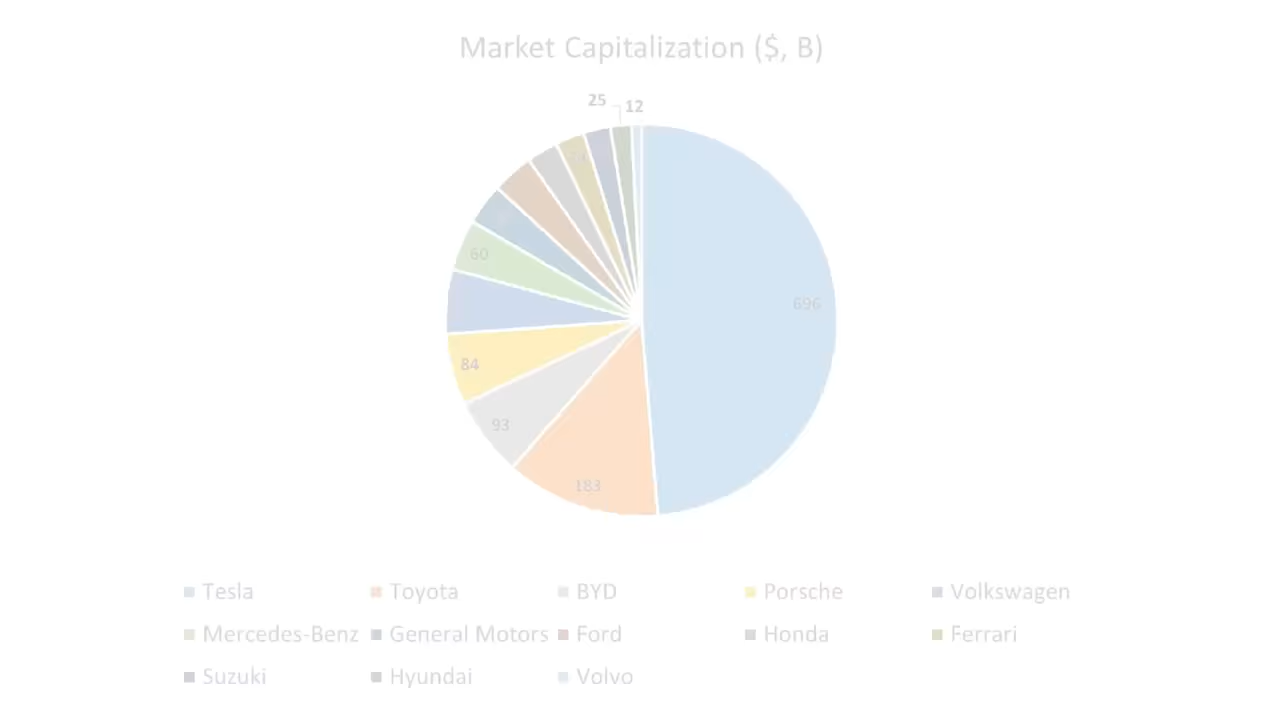 Market Capitalization ($, B)
25 12
60
696
84
93
183
Tesla Toyota BYD Porsche Volkswagen
Mercedes-Benz General Motors Ford Honda Ferrari
Suzuki Hyundai Volvo